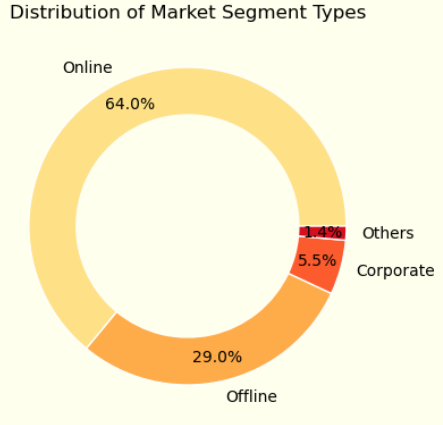 Distribution of Market Segment Types
Online
64.0%
1.4%
Others
5.5%
Corporate
29.0%
Offline